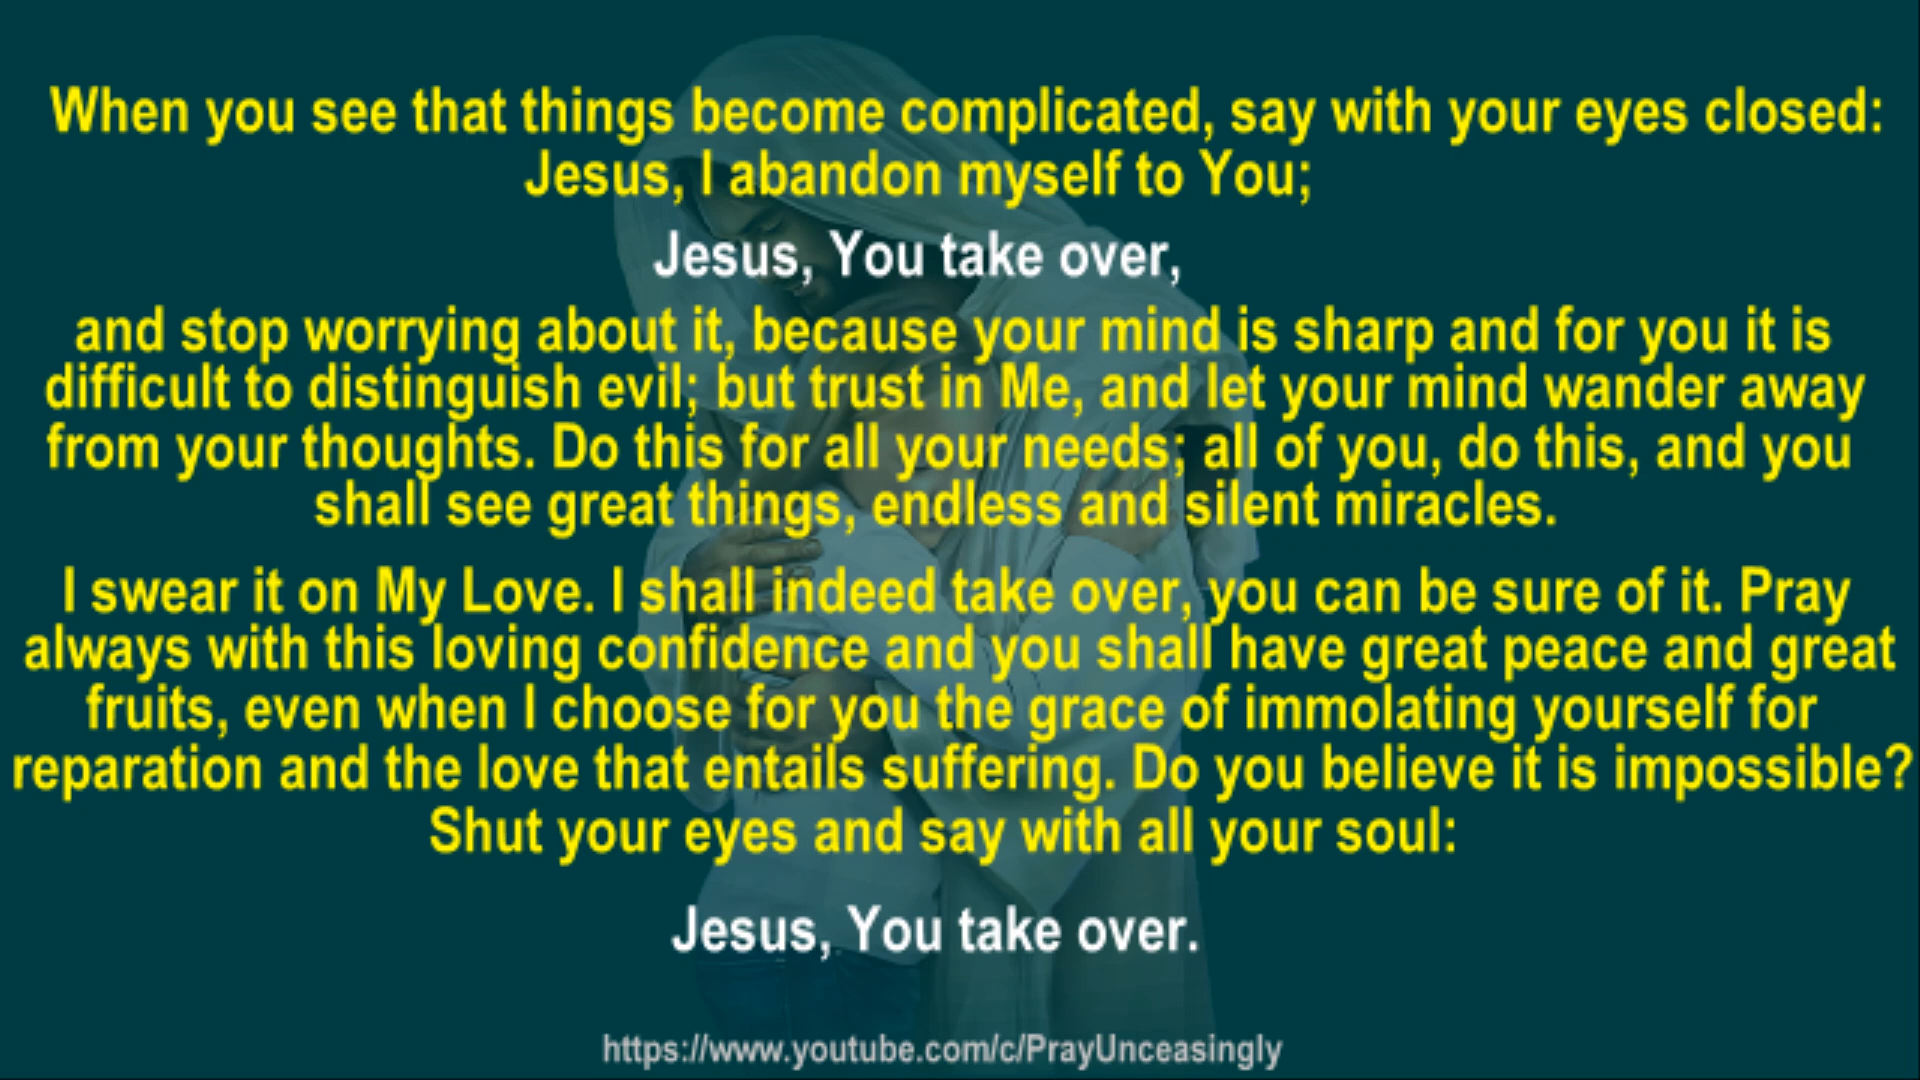 When you see that things become complicated, say with your eyes closed:
Jesus, I abandon myself to You;
Jesus, You take over,
and stop worrying about it, because your mind is sharp and for you it is
difficult to distinguish evil; but trust in Me, and let your mind wander away
from your thoughts. Do this for all your needs; all of you, do this, and you
shall see great things, endless and silent miracles.
I swear it on My Love. I shall indeed take over, you can be sure of it. Pray
always with this loving confidence and you shall have great peace and great
fruits, even when I choose for you the grace of immolating yourself for
reparation and the love that entails suffering. Do you believe it is impossible?
Shut your eyes and say with all your soul:
Jesus, You take over.
https://www.youtube.com/c/PrayUnceasingly